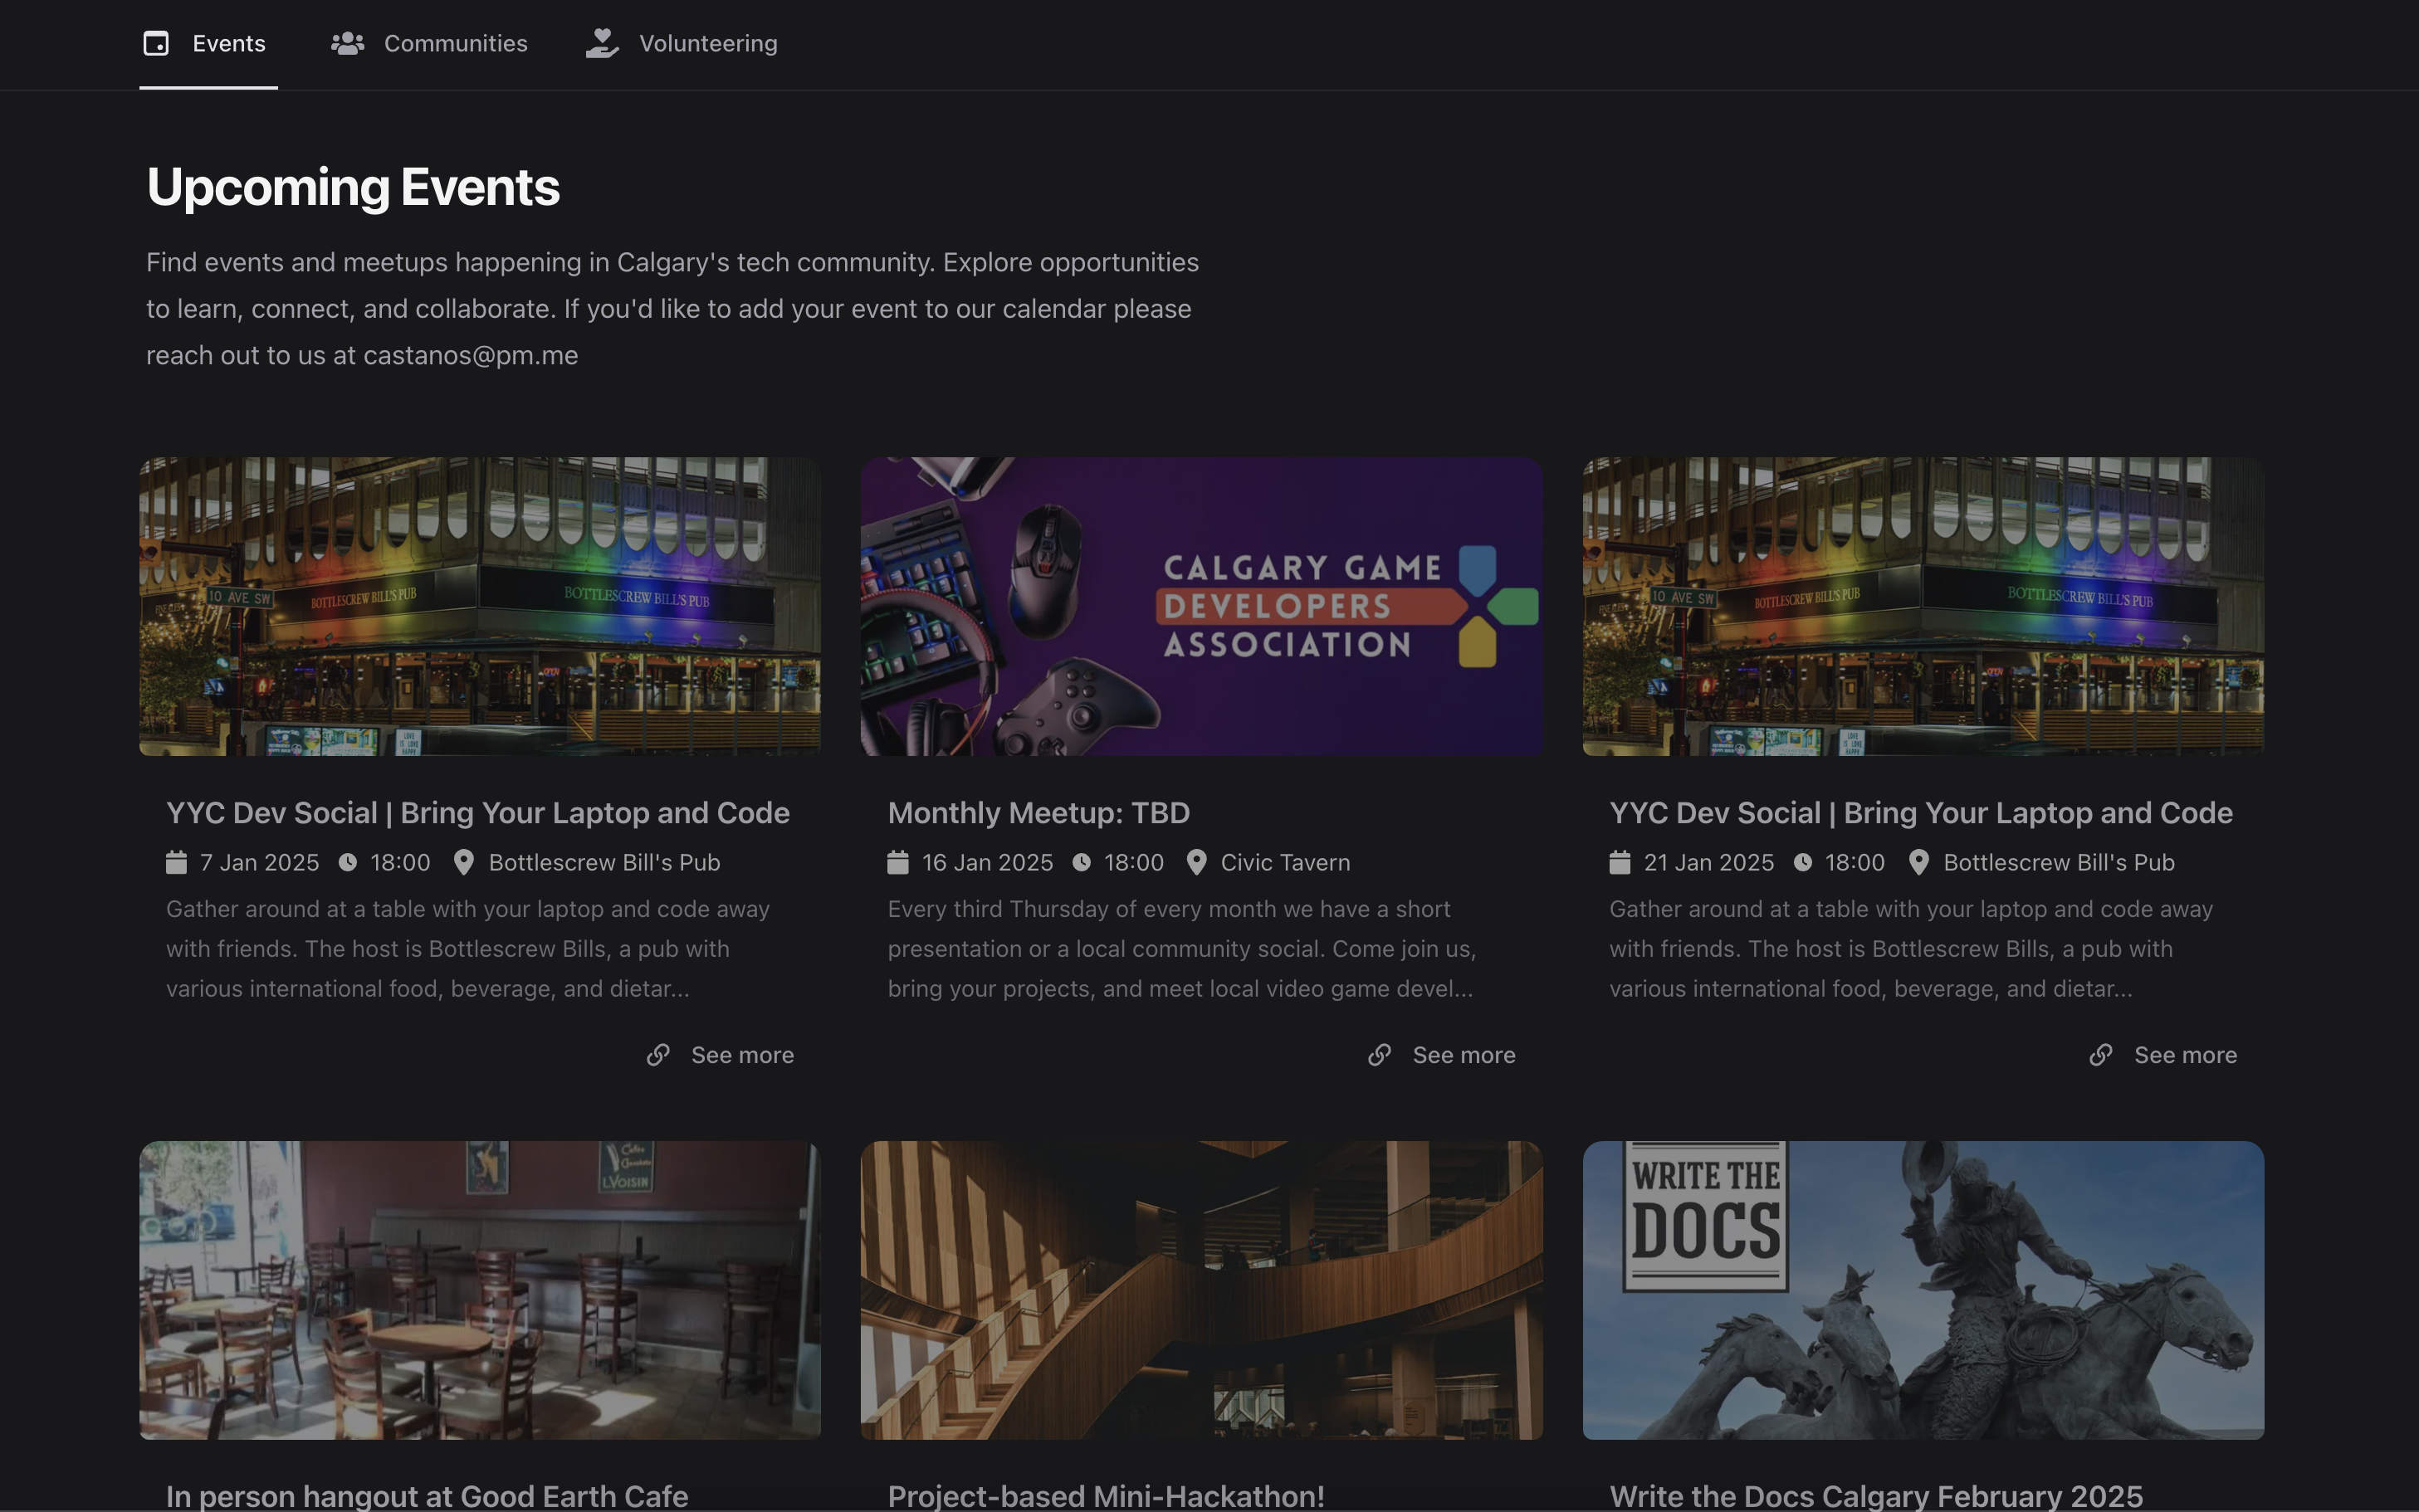 Events
Communities
Volunteering
Upcoming Events
Find events and meetups happening in Calgary's tech community. Explore opportunities
to learn, connect, and collaborate. If you'd like to add your event to our calendar please
reach out to us at castanos@pm.me
10 AVE SW
BOTTLESCREW BILL'S PUB
BOTTLESCREW BILL'S PUB
LOVE
IS LOVE
HAPPY
CALGARY GAME
DEVELOPERS
ASSOCIATION
10 AVE SW
BOTTLESCREW BILL'S PUB
BOTTLESCREW BILL'S PUB
LOVE
IS LOVE
HAPPY
YYC Dev Social | Bring Your Laptop and Code
7 Jan 2025 18:00 Bottlescrew Bill's Pub
Gather around at a table with your laptop and code away
with friends. The host is Bottlescrew Bills, a pub with
various international food, beverage, and dietar...
See more
Monthly Meetup: TBD
16 Jan 2025 18:00 Civic Tavern
Every third Thursday of every month we have a short
presentation or a local community social. Come join us,
bring your projects, and meet local video game devel...
See more
YYC Dev Social | Bring Your Laptop and Code
21 Jan 2025 18:00 Bottlescrew Bill's Pub
Gather around at a table with your laptop and code away
with friends. The host is Bottlescrew Bills, a pub with
various international food, beverage, and dietar...
See more
L.VOISIN
WRITE THE
DOCS
In person hangout at Good Earth Cafe
Project-based Mini-Hackathon!
Write the Docs Calgary February 2025